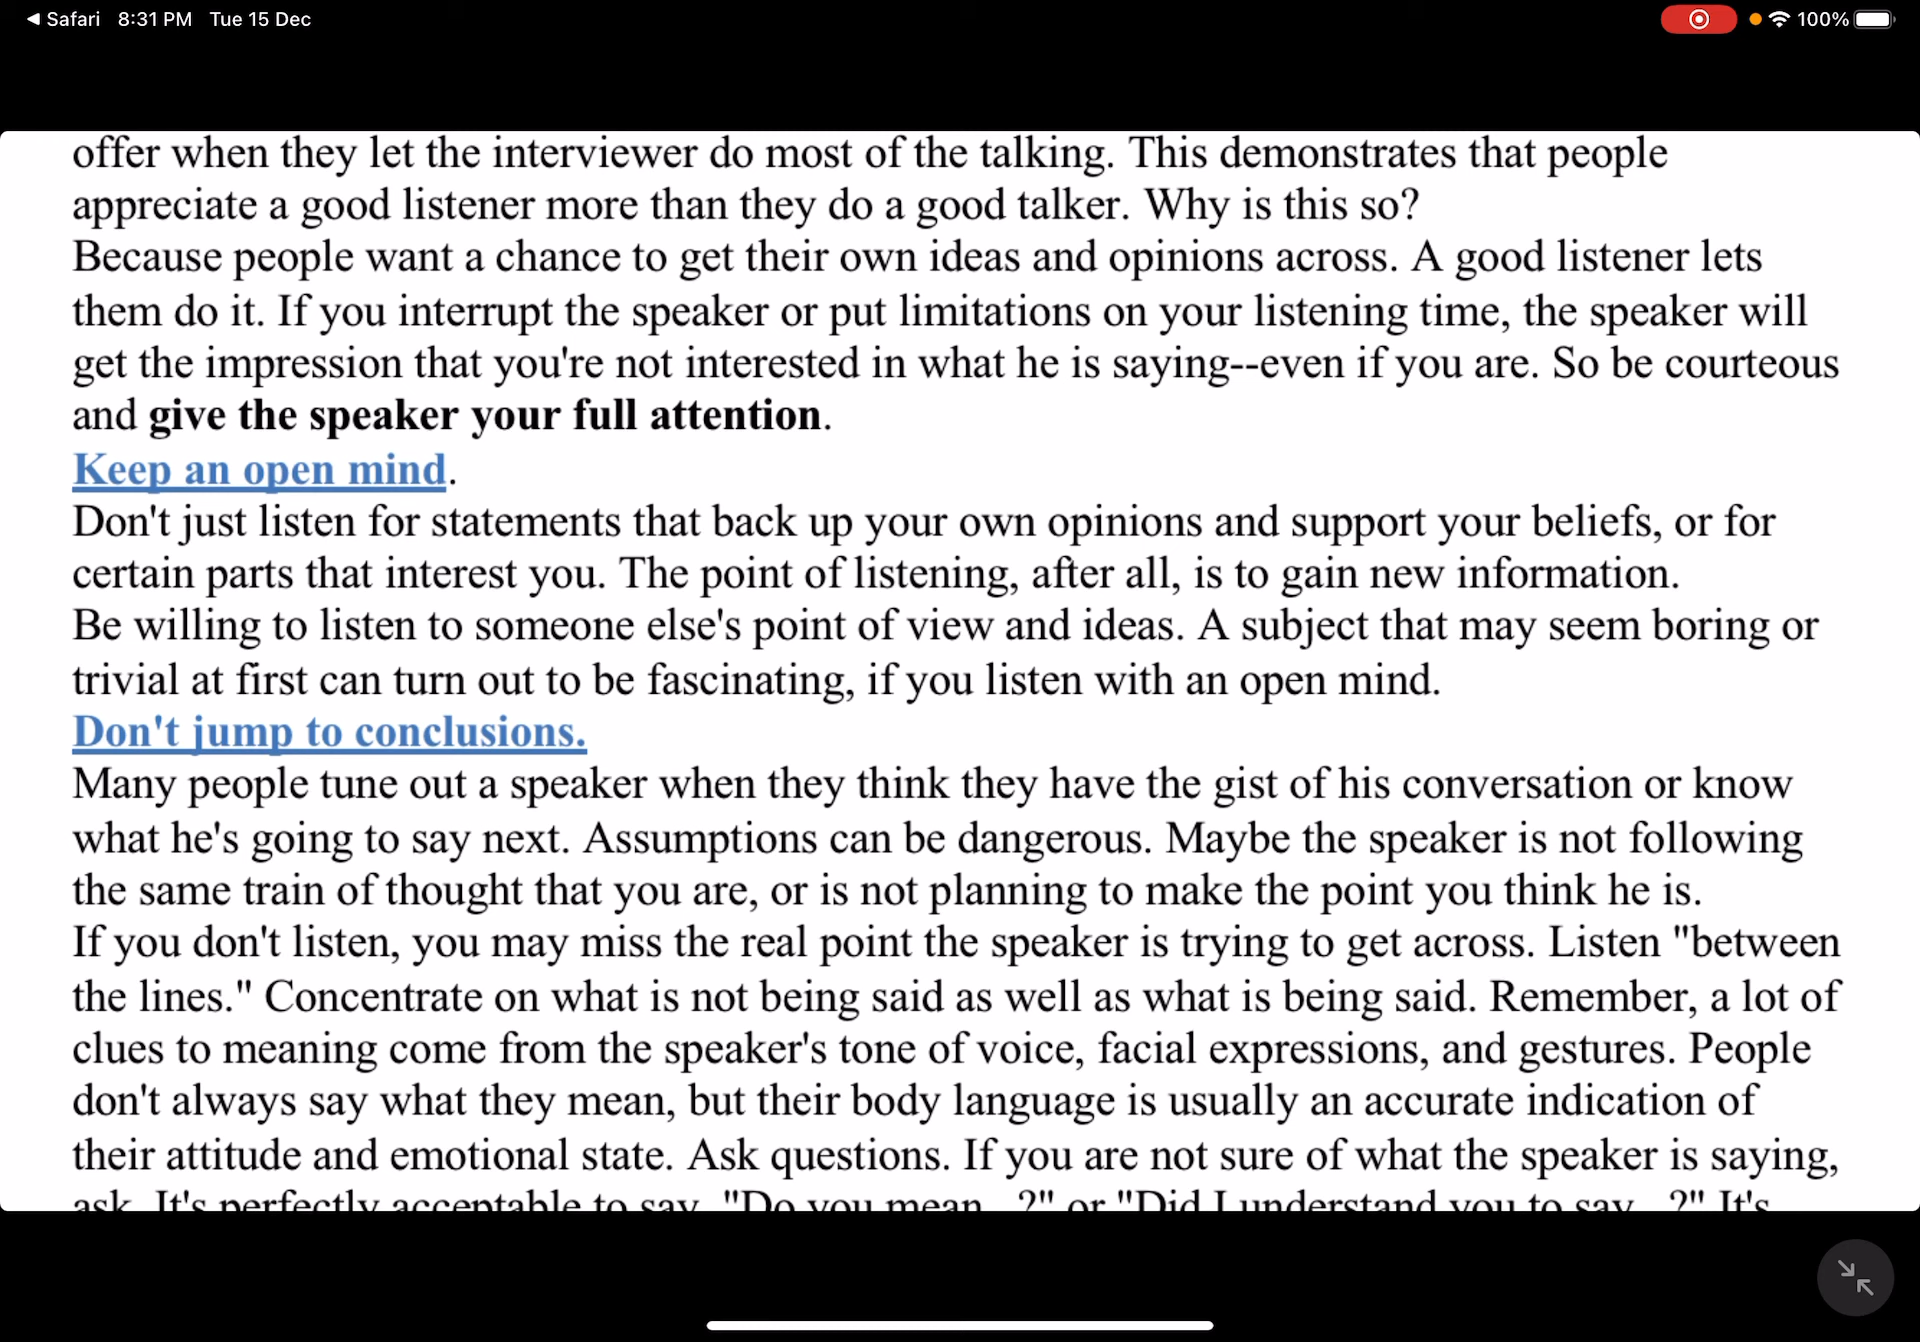 ◀ Safari 8:31 PM Tue 15 Dec 100%
offer when they let the interviewer do most of the talking. This demonstrates that people
appreciate a good listener more than they do a good talker. Why is this so?
Because people want a chance to get their own ideas and opinions across. A good listener lets
them do it. If you interrupt the speaker or put limitations on your listening time, the speaker will
get the impression that you're not interested in what he is saying--even if you are. So be courteous
and give the speaker your full attention.
Keep an open mind.
Don't just listen for statements that back up your own opinions and support your beliefs, or for
certain parts that interest you. The point of listening, after all, is to gain new information.
Be willing to listen to someone else's point of view and ideas. A subject that may seem boring or
trivial at first can turn out to be fascinating, if you listen with an open mind.
Don't jump to conclusions.
Many people tune out a speaker when they think they have the gist of his conversation or know
what he's going to say next. Assumptions can be dangerous. Maybe the speaker is not following
the same train of thought that you are, or is not planning to make the point you think he is.
If you don't listen, you may miss the real point the speaker is trying to get across. Listen "between
the lines." Concentrate on what is not being said as well as what is being said. Remember, a lot of
clues to meaning come from the speaker's tone of voice, facial expressions, and gestures. People
don't always say what they mean, but their body language is usually an accurate indication of
their attitude and emotional state. Ask questions. If you are not sure of what the speaker is saying,
ask. It's perfectly acceptable to say, "Do you mean...?" or "Did I understand you to say...?" It's